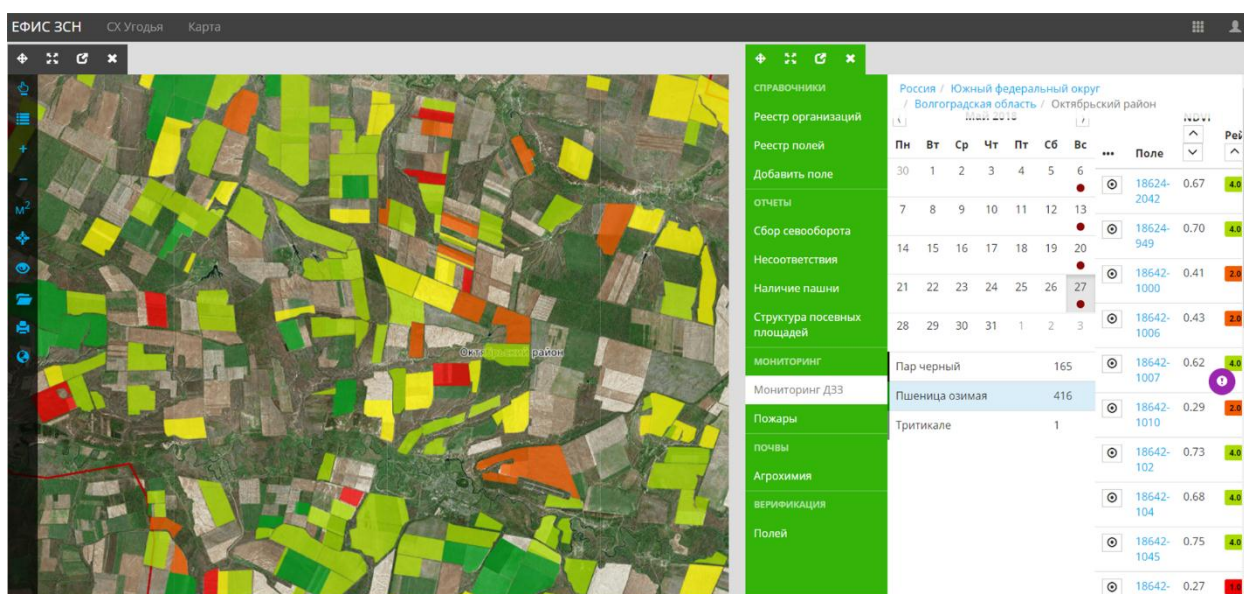 ЕФИС ЗСН СХ Угодья Карта
М²
Октябрьский район
СПРАВОЧНИКИ
Реестр организаций
Реестр полей
Добавить поле
ОТЧЕТЫ
Сбор севооборота
Несоответствия
Наличие пашни
Структура посевных
площадей
МОНИТОРИНГ
Мониторинг ДЗЗ
Пожары
ПОЧВЫ
Агрохимия
ВЕРИФИКАЦИЯ
Полей
Россия / Южный федеральный округ
/ Волгоградская область / Октябрьский район
Май 2018
Пн Вт Ср Чт Пт Сб Вс
30 1 2 3 4 5 6
7 8 9 10 11 12 13
14 15 16 17 18 19 20
21 22 23 24 25 26 27
28 29 30 31 1 2 3
Пар черный 165
Пшеница озимая 416
Тритикале 1
NDVI
••• Поле Рей
18624-
2042 0.67 4.0
18624-
949 0.70 4.0
18642-
1000 0.41 2.0
18642-
1006 0.43 2.0
18642-
1007 0.62 4.0
18642-
1010 0.29 2.0
18642-
102 0.73 4.0
18642-
104 0.68 4.0
18642-
1045 0.75 4.0
18642- 0.27 1.0